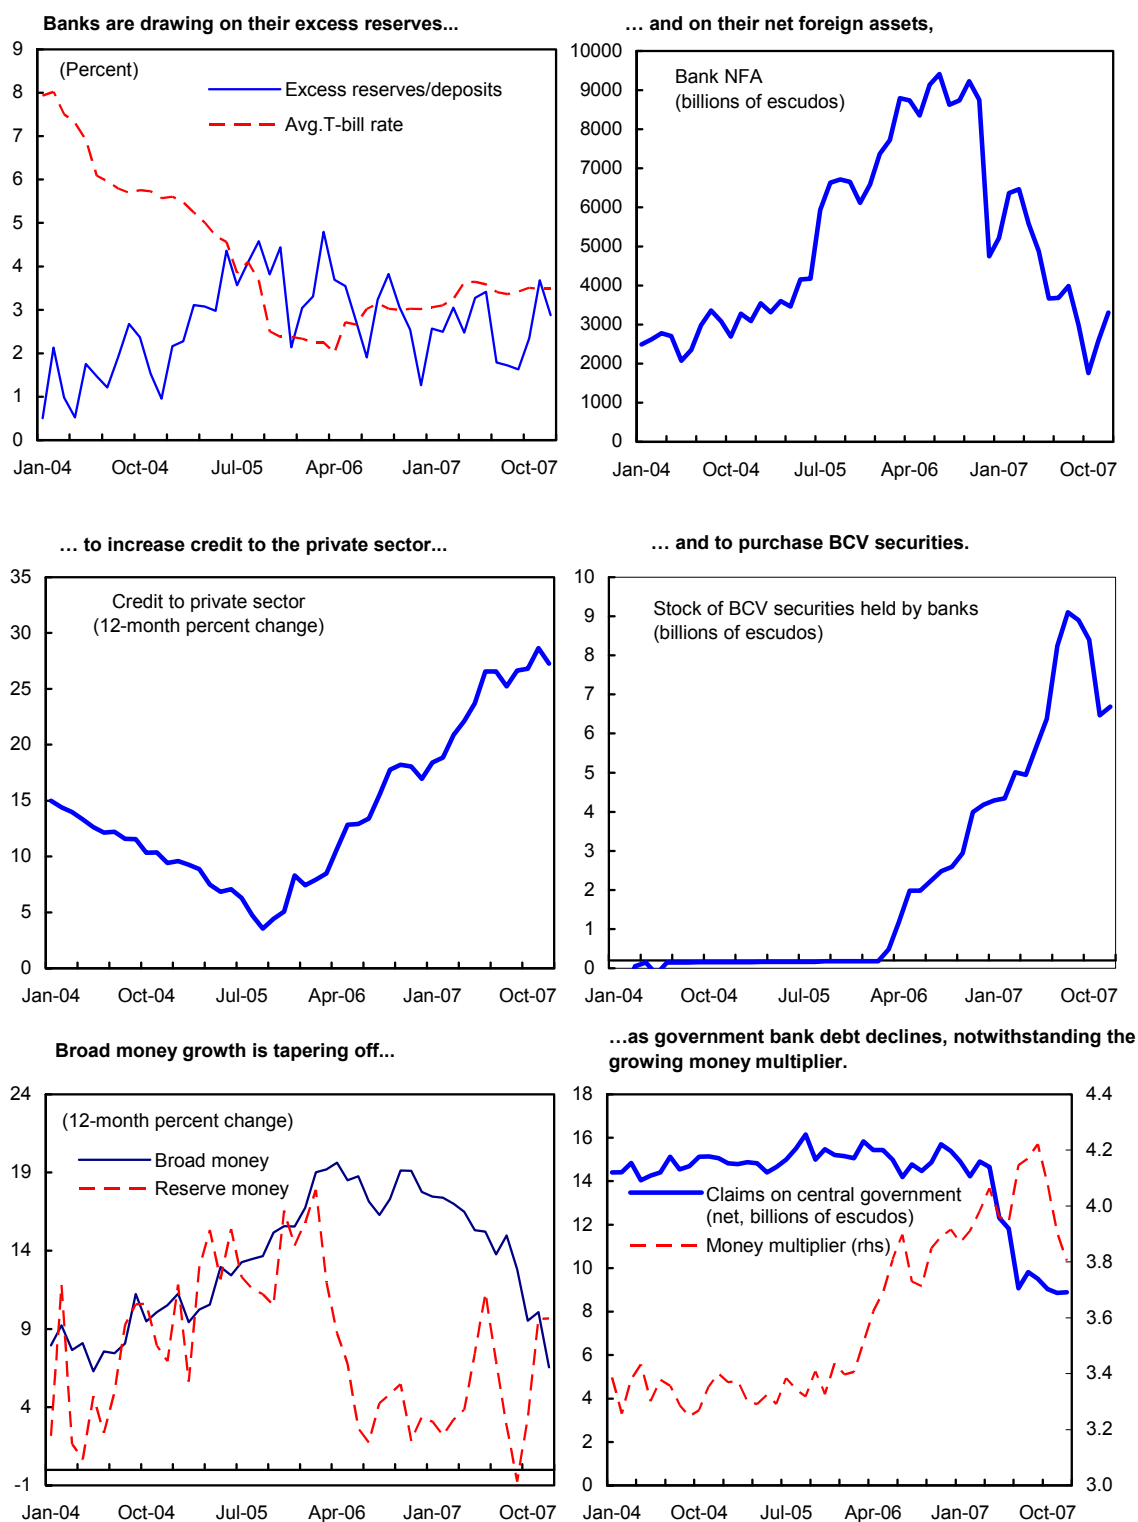 Banks are drawing on their excess reserves...
9
8
7
6
5
4
3
2
1
0
(Percent)
Excess reserves/deposits
Avg.T-bill rate
Jan-04 Oct-04 Jul-05 Apr-06 Jan-07 Oct-07
… and on their net foreign assets,
10000
9000
8000
7000
6000
5000
4000
3000
2000
1000
0
Bank NFA
(billions of escudos)
Jan-04 Oct-04 Jul-05 Apr-06 Jan-07 Oct-07
… to increase credit to the private sector...
35
30
25
20
15
10
5
0
Credit to private sector
(12-month percent change)
Jan-04 Oct-04 Jul-05 Apr-06 Jan-07 Oct-07
… and to purchase BCV securities.
10
9
8
7
6
5
4
3
2
1
0
Stock of BCV securities held by banks
(billions of escudos)
Jan-04 Oct-04 Jul-05 Apr-06 Jan-07 Oct-07
Broad money growth is tapering off...
24
19
14
9
4
-1
(12-month percent change)
Broad money
Reserve money
Jan-04 Oct-04 Jul-05 Apr-06 Jan-07 Oct-07
…as government bank debt declines, notwithstanding the
growing money multiplier.
18
16
14
12
10
8
6
4
2
0
Claims on central government
(net, billions of escudos)
Money multiplier (rhs)
4.4
4.2
4.0
3.8
3.6
3.4
3.2
3.0
Jan-04 Oct-04 Jul-05 Apr-06 Jan-07 Oct-07